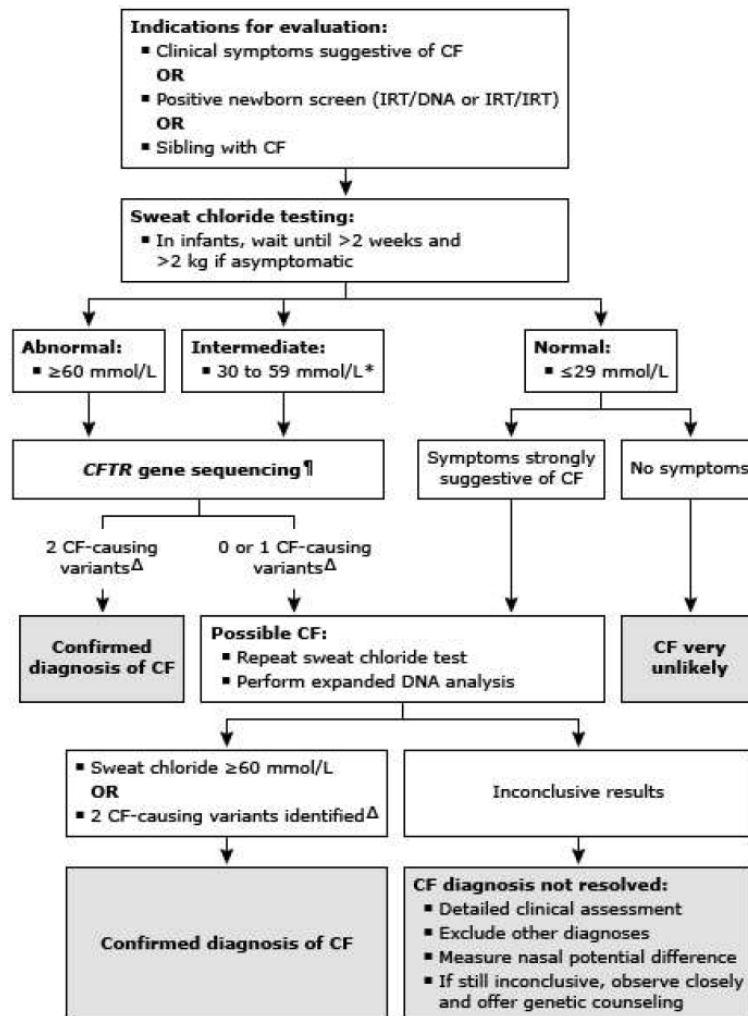 Indications for evaluation:
▪ Clinical symptoms suggestive of CF
OR
▪ Positive newborn screen (IRT/DNA or IRT/IRT)
OR
▪ Sibling with CF
Sweat chloride testing:
▪ In infants, wait until >2 weeks and
>2 kg if asymptomatic
Abnormal:
▪ ≥60 mmol/L
Intermediate:
▪ 30 to 59 mmol/L*
Normal:
▪ ≤29 mmol/L
CFTR gene sequencing¶
Symptoms strongly
suggestive of CF
No symptoms
2 CF-causing
variantsΔ
0 or 1 CF-causing
variantsΔ
Confirmed
diagnosis of CF
Possible CF:
▪ Repeat sweat chloride test
▪ Perform expanded DNA analysis
CF very
unlikely
▪ Sweat chloride ≥60 mmol/L
OR
▪ 2 CF-causing variants identifiedΔ
Inconclusive results
Confirmed diagnosis of CF
CF diagnosis not resolved:
▪ Detailed clinical assessment
▪ Exclude other diagnoses
▪ Measure nasal potential difference
▪ If still inconclusive, observe closely
and offer genetic counseling